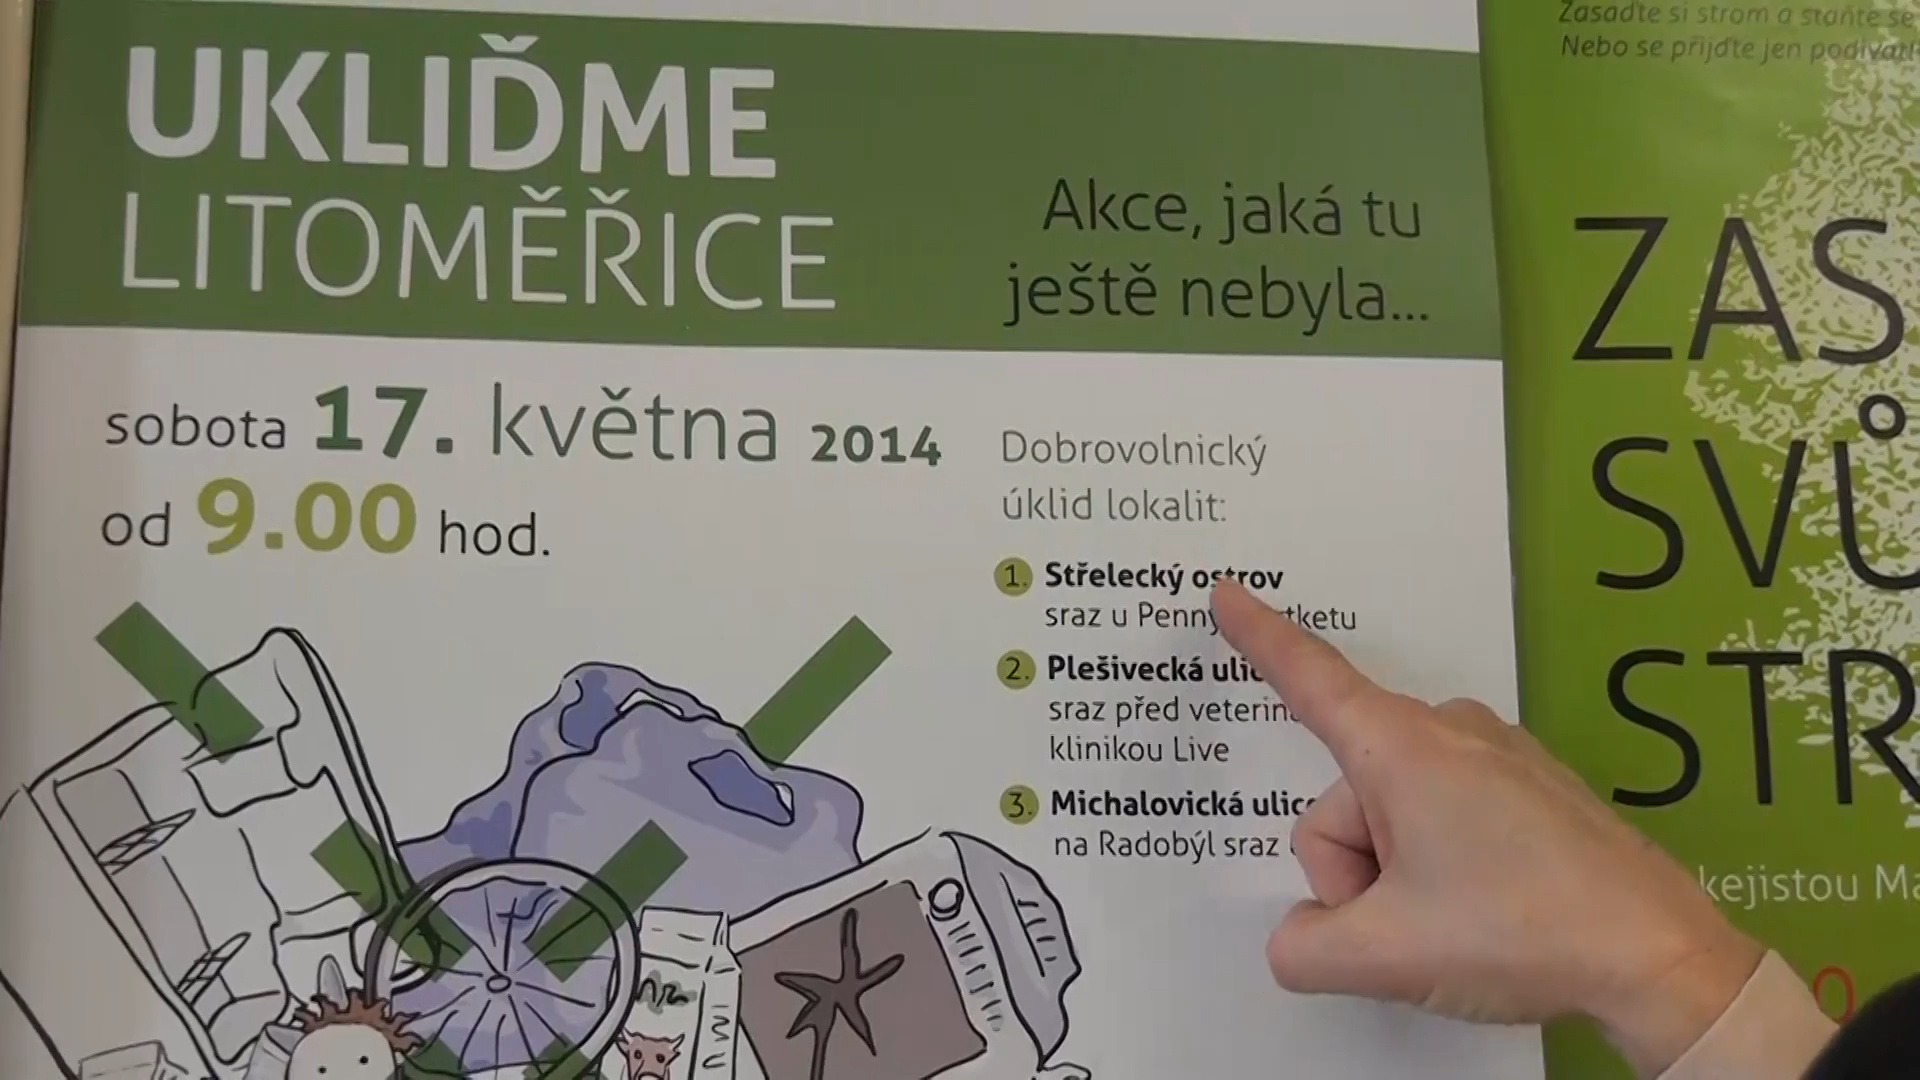 UKLIĎME
LITOMĚŘICE
Akce, jaká tu
ještě nebyla...
sobota 17. května 2014
od 9.00 hod.
Dobrovolnický
úklid lokalit:
1. Střelecký ostrov
sraz u Penny
2. Plešivecká
sraz před
klinikou Live
3. Michalovická
na Radobýl sraz
Zasaďte si strom a staňte se
Nebo se přijďte jen podívat!
ZAS
SVŮ
STR